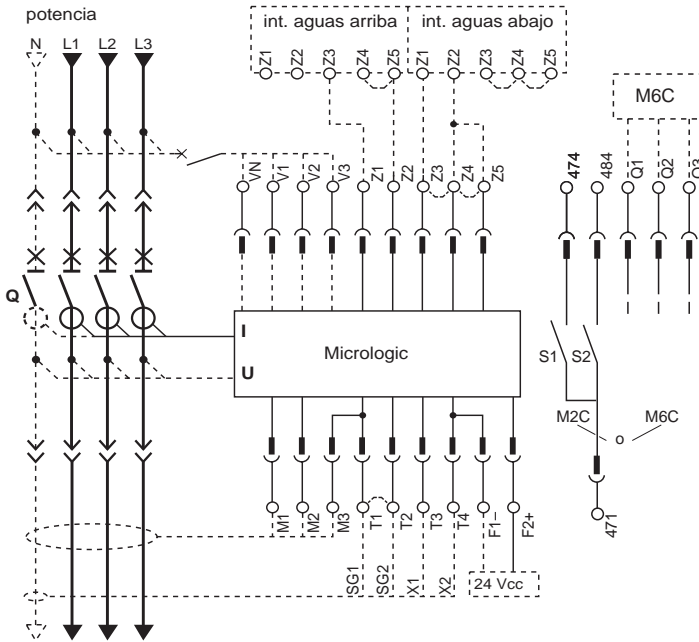 potencia
N L1 L2 L3
int. aguas arriba int. aguas abajo
Z1 Z2 Z3 Z4 Z5 Z1 Z2 Z3 Z4 Z5
M6C
VN V1 V2 V3 Z1 Z2 Z3 Z4 Z5
474 484 Q1 Q2 Q3
Q
I
U
Micrologic
S1 S2
M2C o M6C
M1 M2 M3 T1 T2 T3 T4 F1– F2+
471
SG1 SG2 X1 X2
24 Vcc